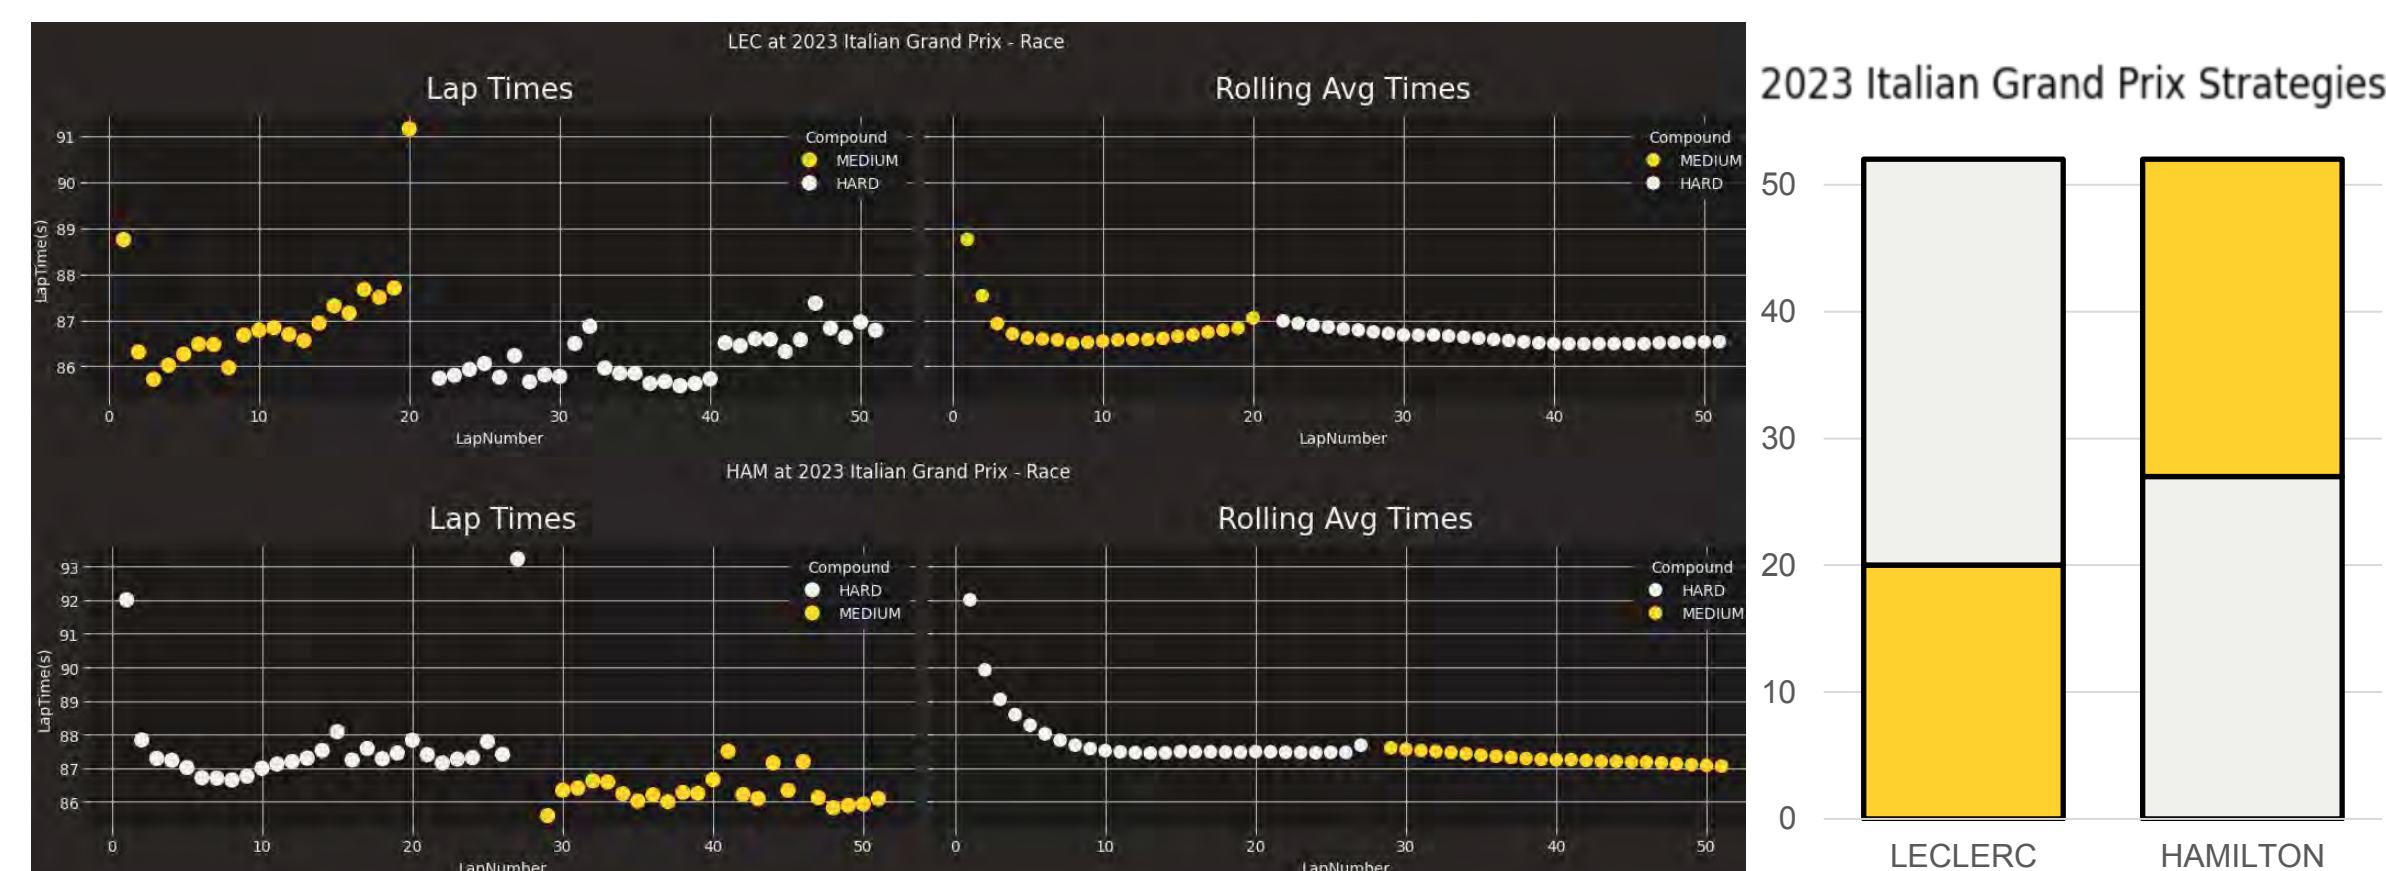 LEC at 2023 Italian Grand Prix - Race
Lap Times
Rolling Avg Times
91
90
89
88
87
86
LapTime(s)
Compound
MEDIUM
HARD
Compound
MEDIUM
HARD
0 10 20 30 40 50
LapNumber
0 10 20 30 40 50
LapNumber
HAM at 2023 Italian Grand Prix - Race
Lap Times
Rolling Avg Times
93
92
91
90
89
88
87
86
LapTime(s)
Compound
HARD
MEDIUM
Compound
HARD
MEDIUM
0 10 20 30 40 50
LapNumber
0 10 20 30 40 50
LapNumber
2023 Italian Grand Prix Strategies
50
40
30
20
10
0
LECLERC HAMILTON